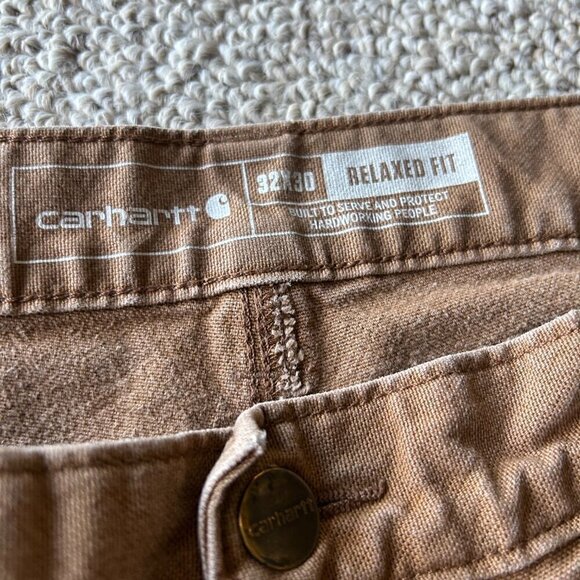 carhartt
32X30
RELAXED FIT
BUILT TO SERVE AND PROTECT
HARDWORKING PEOPLE
carhartt